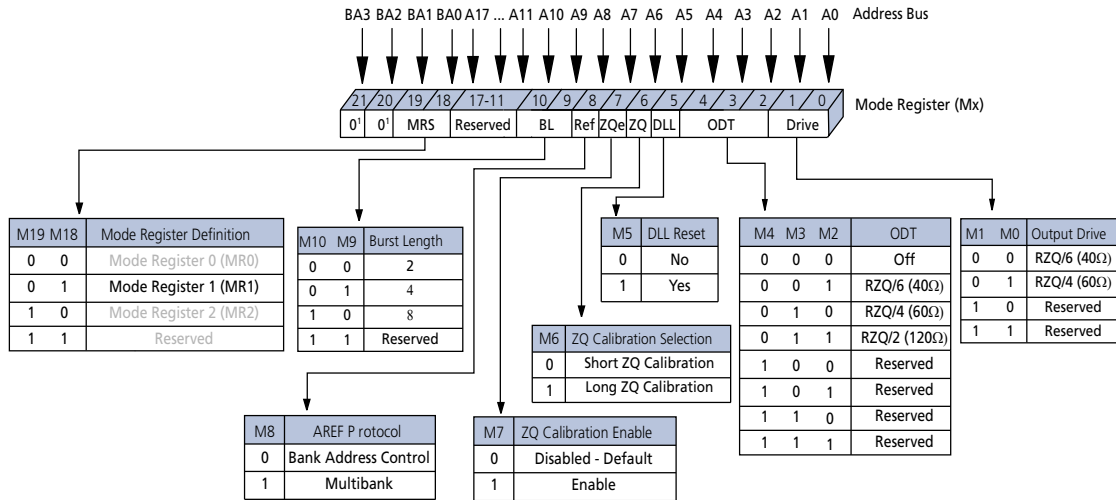 BA3 BA2 BA1 BA0 A17 ... A11 A10 A9 A8 A7 A6 A5 A4 A3 A2 A1 A0 Address Bus
21 20 19 18 17-11 10 9 8 7 6 5 4 3 2 1 0 Mode Register (Mx)
0¹ 0¹ MRS Reserved BL Ref ZQe ZQ DLL ODT Drive
M19 M18 Mode Register Definition
0 0 Mode Register 0 (MR0)
0 1 Mode Register 1 (MR1)
1 0 Mode Register 2 (MR2)
1 1 Reserved
M10 M9 Burst Length
0 0 2
0 1 4
1 0 8
1 1 Reserved
M5 DLL Reset
0 No
1 Yes
M4 M3 M2 ODT
0 0 0 Off
0 0 1 RZQ/6 (40Ω)
0 1 0 RZQ/4 (60Ω)
0 1 1 RZQ/2 (120Ω)
1 0 0 Reserved
1 0 1 Reserved
1 1 0 Reserved
1 1 1 Reserved
M1 M0 Output Drive
0 0 RZQ/6 (40Ω)
0 1 RZQ/4 (60Ω)
1 0 Reserved
1 1 Reserved
M6 ZQ Calibration Selection
0 Short ZQ Calibration
1 Long ZQ Calibration
M8 AREF P rotocol
0 Bank Address Control
1 Multibank
M7 ZQ Calibration Enable
0 Disabled - Default
1 Enable